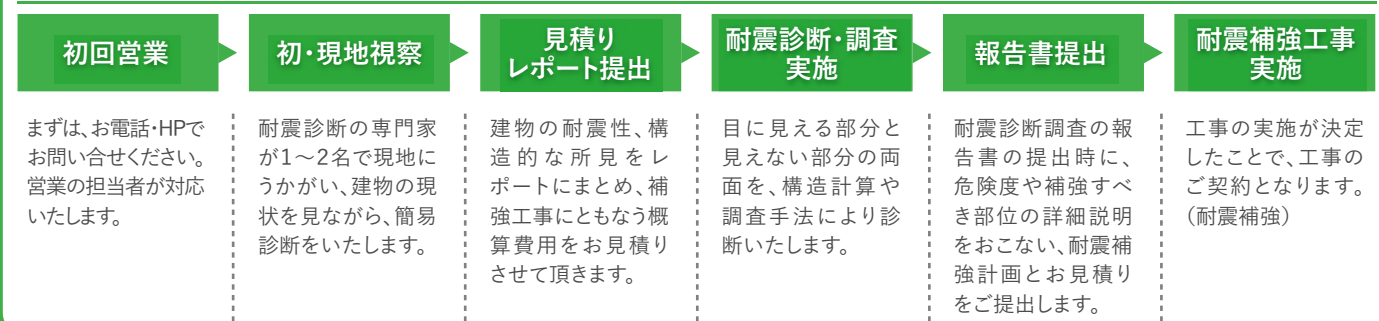 初回営業
まずは、お電話・HPで
お問い合せください。
営業の担当者が対応
いたします。
初・現地視察
耐震診断の専門家
が1〜2名で現地に
うかがい、建物の現
状を見ながら、簡易
診断をいたします。
見積り
レポート提出
建物の耐震性、構
造的な所見をレ
ポートにまとめ、補
強工事にともなう概
算費用をお見積り
させて頂きます。
耐震診断・調査
実施
目に見える部分と
見えない部分の両
面を、構造計算や
調査手法により診
断いたします。
報告書提出
耐震診断調査の報
告書の提出時に、
危険度や補強すべ
き部位の詳細説明
をおこない、耐震補
強計画とお見積り
をご提出します。
耐震補強工事
実施
工事の実施が決定
したことで、工事の
ご契約となります。
（耐震補強）